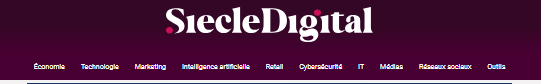 SIECLEDIGITAL
Économie Technologie Marketing Intelligence artificielle Retail Cybersécurité IT Médias Réseaux sociaux Outils